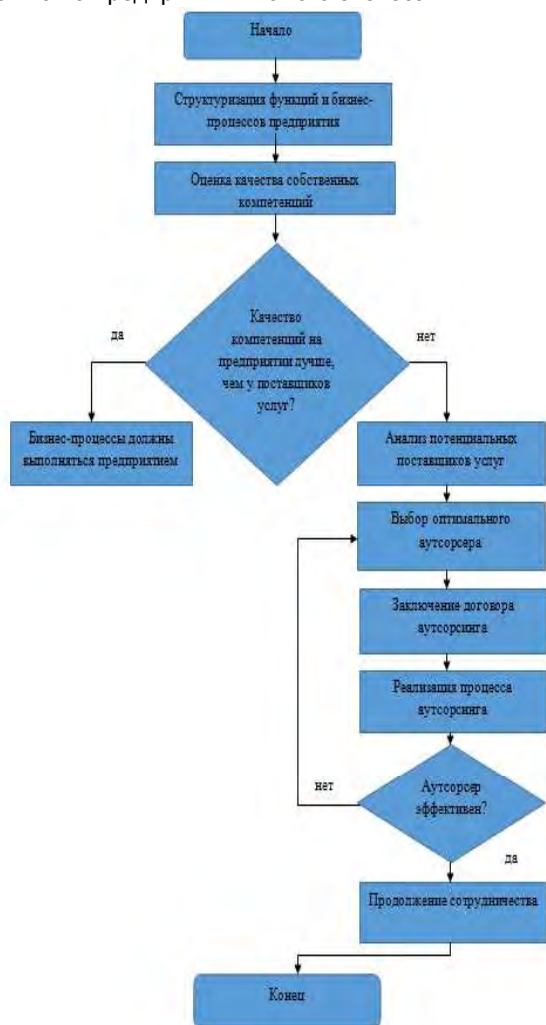 Начало
Структуризация функций и бизнес-
процессов предприятия
Оценка качества собственных
компетенций
Качество
компетенций на
предприятии лучше,
чем у поставщиков
услуг?
да
нет
Бизнес-процессы должны
выполняться предприятием
Анализ потенциальных
поставщиков услуг
Выбор оптимального
аутсорсера
Заключение договора
аутсорсинга
Реализация процесса
аутсорсинга
нет
Аутсорсер
эффективен?
да
Продолжение сотрудничества
Конец